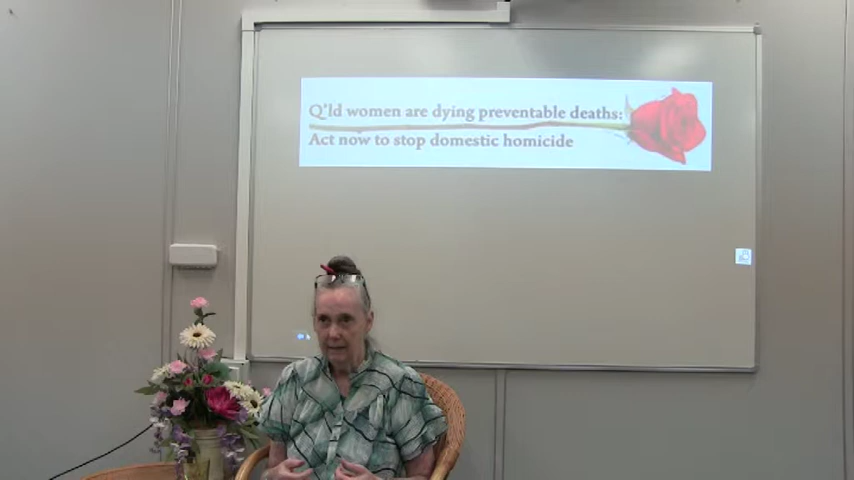 Q'ld women are dying preventable deaths:
Act now to stop domestic homicide